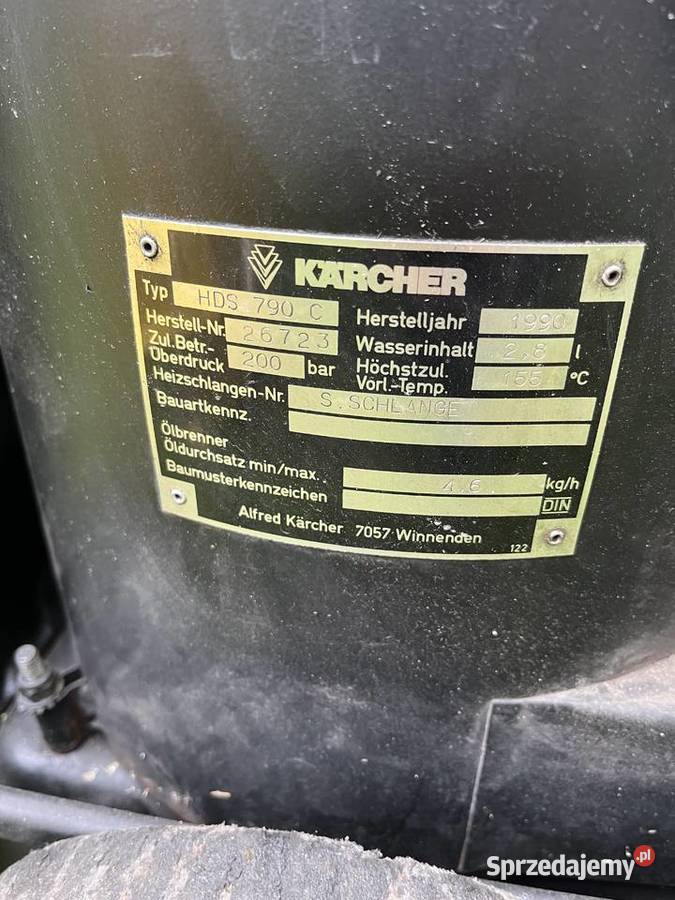 KÄRCHER
Typ HDS 790 C Herstelljahr 1990
Herstell-Nr. 26723 Wasserinhalt 2,8 l
Zul.Betr.- Überdruck 200 bar Höchstzul. Vorl.-Temp. 155 °C
Heizschlangen-Nr. S.SCHLANGE
Bauartkennz.
Ölbrenner
Öldurchsatz min/max. 4,6 kg/h
Baumusterkennzeichen DIN
Alfred Kärcher 7057 Winnenden 122
Sprzedajemy.pl